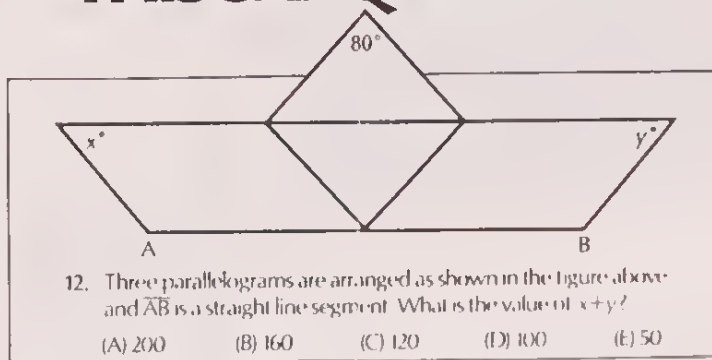 80°
x° y°
A B
12. Three parallelograms are arranged as shown in the figure above
and A̅B̅ is a straight line segment. What is the value of x+y?
(A) 200 (B) 160 (C) 120 (D) 100 (E) 50